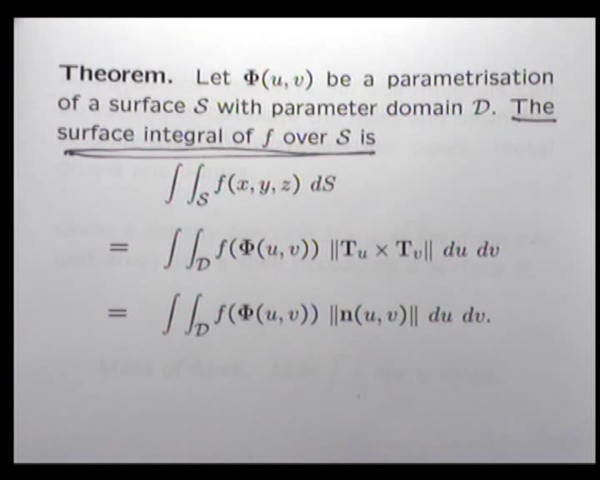 Theorem. Let Φ(u, v) be a parametrisation
of a surface S with parameter domain D. The
surface integral of f over S is
∫∫_S f(x, y, z) dS
= ∫∫_D f(Φ(u, v)) ‖T_u × T_v‖ du dv
= ∫∫_D f(Φ(u, v)) ‖n(u, v)‖ du dv.